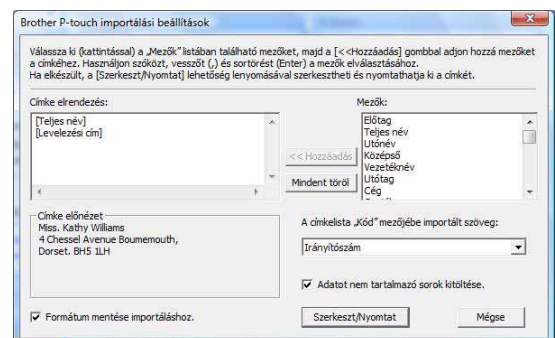 Brother P-touch importálási beállítások
Válassza ki (kattintással) a „Mezők” listában található mezőket, majd a [<<Hozzáadás] gombbal adjon hozzá mezőket
a címkéhez. Használjon szóközt, vesszőt (,) és sortörést (Enter) a mezők elválasztásához.
Ha elkészült, a [Szerkeszt/Nyomtat] lehetőség lenyomásával szerkesztheti és nyomtathatja ki a címkét.
Címke elrendezés:
[Teljes név]
[Levelezési cím]
<< Hozzáadás
Mindent töröl
Mezők:
Előtag
Teljes név
Utónév
Középső
Vezetéknév
Utótag
Cég
Címke előnézet
Miss. Kathy Williams
4 Chessel Avenue Bournemouth,
Dorset. BH5 1LH
A címkelista „Kód” mezőjébe importált szöveg:
Irányítószám
Adatot nem tartalmazó sorok kitöltése.
Formátum mentése importáláshoz.
Szerkeszt/Nyomtat
Mégse